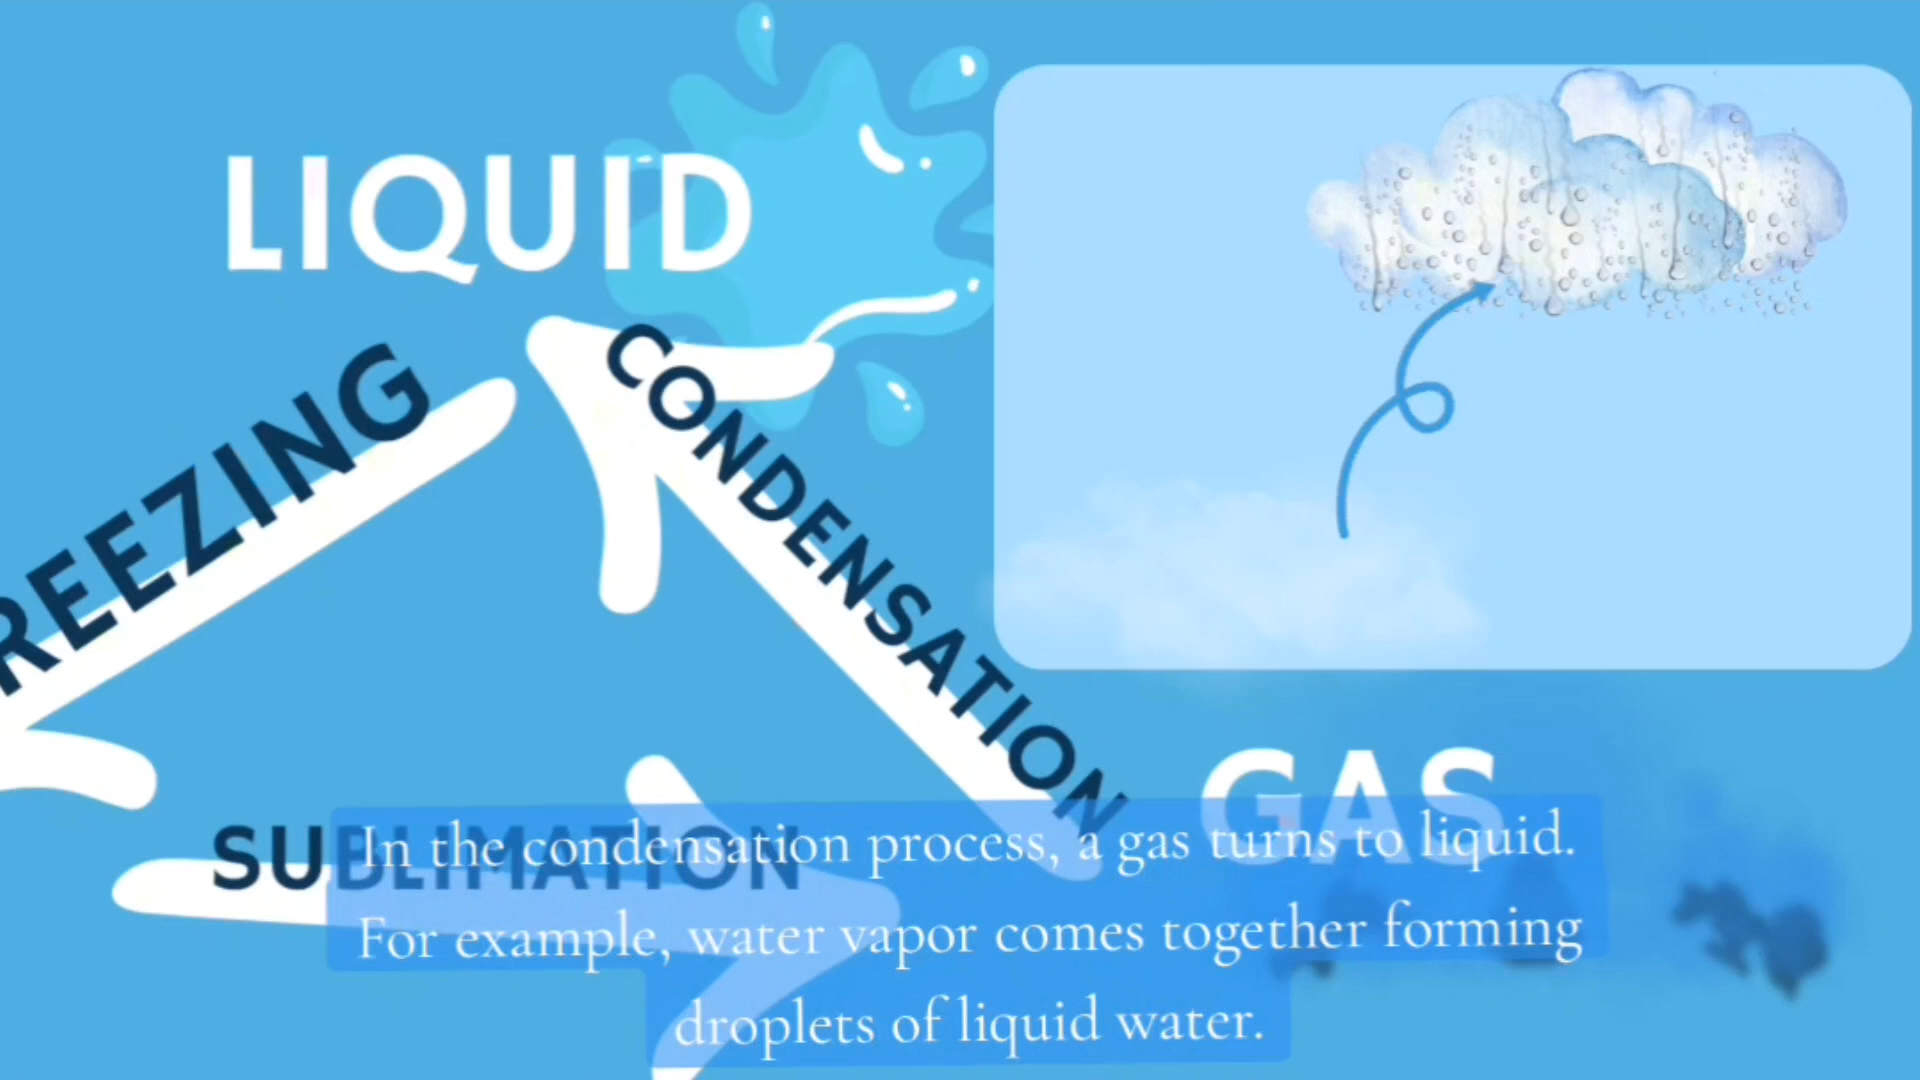 LIQUID
REEZING
CONDENSATION
GAS
SUBLIMATION
In the condensation process, a gas turns to liquid.
For example, water vapor comes together forming
droplets of liquid water.